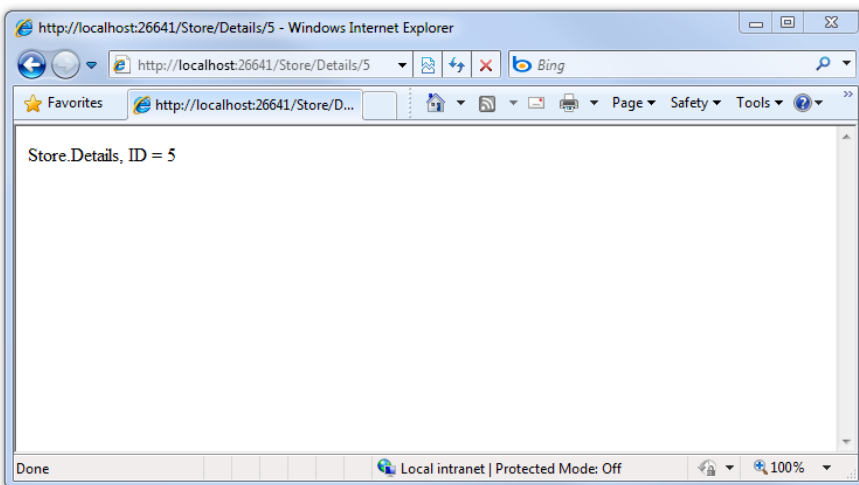 http://localhost:26641/Store/Details/5 - Windows Internet Explorer
http://localhost:26641/Store/Details/5
Bing
Favorites
http://localhost:26641/Store/D...
Page
Safety
Tools
Store.Details, ID = 5
Done
Local intranet | Protected Mode: Off
100%